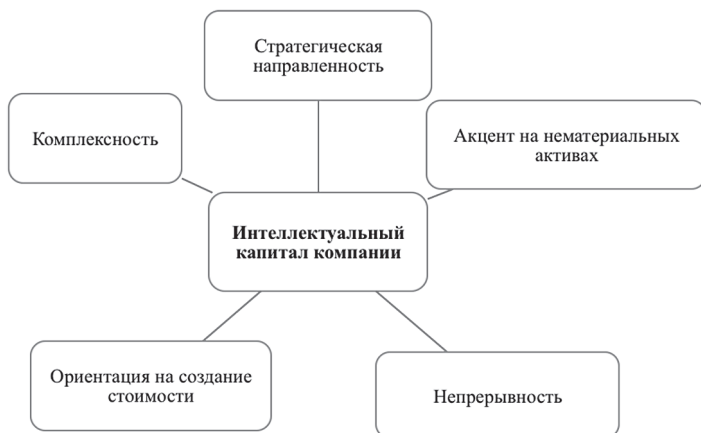 Стратегическая
направленность
Комплексность
Акцент на нематериальных
активах
Интеллектуальный
капитал компании
Ориентация на создание
стоимости
Непрерывность